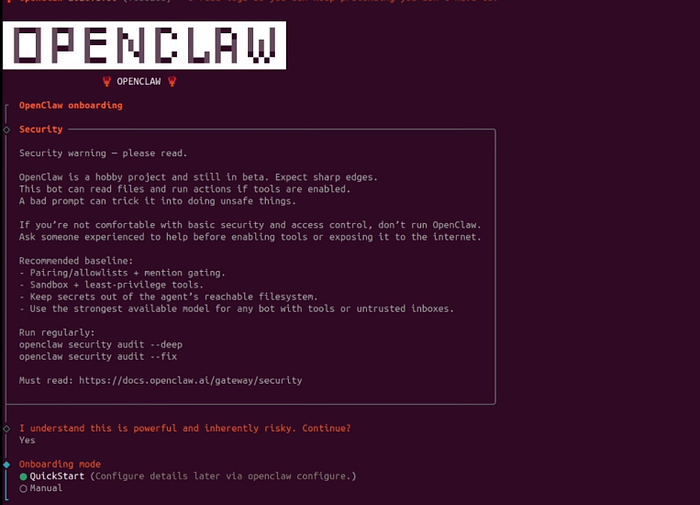 OPENCLAW
OPENCLAW
OpenClaw onboarding
Security
Security warning — please read.
OpenClaw is a hobby project and still in beta. Expect sharp edges.
This bot can read files and run actions if tools are enabled.
A bad prompt can trick it into doing unsafe things.
If you're not comfortable with basic security and access control, don't run OpenClaw.
Ask someone experienced to help before enabling tools or exposing it to the internet.
Recommended baseline:
- Pairing/allowlists + mention gating.
- Sandbox + least-privilege tools.
- Keep secrets out of the agent's reachable filesystem.
- Use the strongest available model for any bot with tools or untrusted inboxes.
Run regularly:
openclaw security audit --deep
openclaw security audit --fix
Must read: https://docs.openclaw.ai/gateway/security
I understand this is powerful and inherently risky. Continue?
Yes
Onboarding mode
QuickStart (Configure details later via openclaw configure.)
Manual